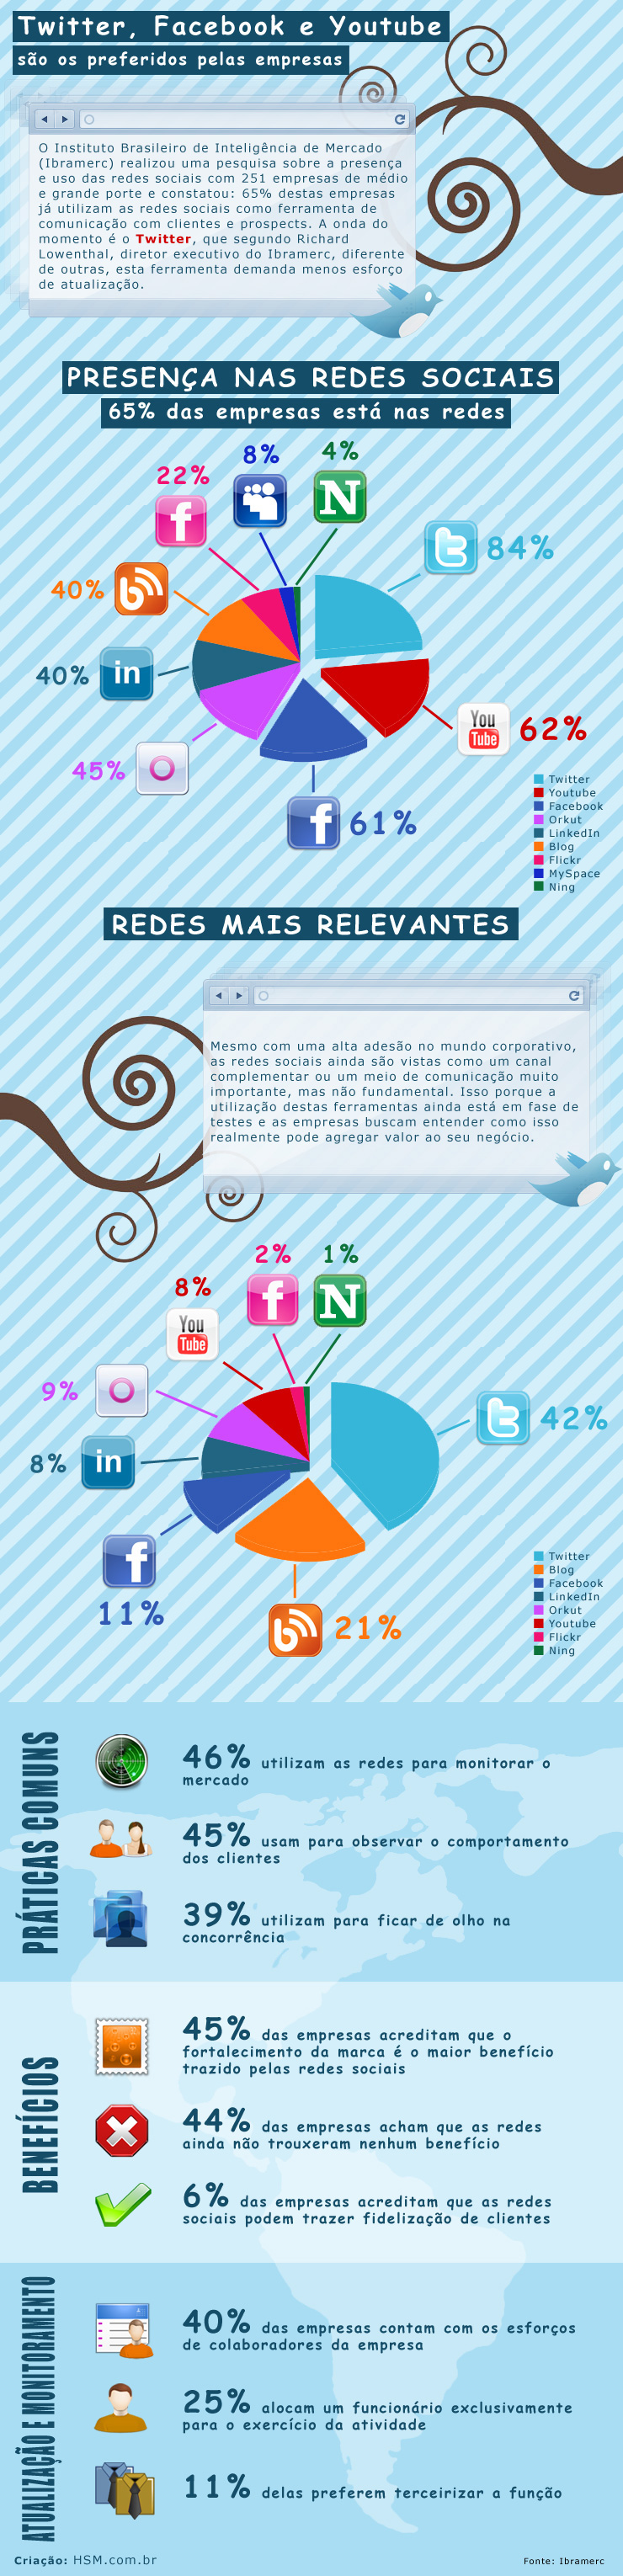 Twitter, Facebook e Youtube
são os preferidos pelas empresas
O Instituto Brasileiro de Inteligência de Mercado
(Ibramerc) realizou uma pesquisa sobre a presença
e uso das redes sociais com 251 empresas de médio
e grande porte e constatou: 65% destas empresas
já utilizam as redes sociais como ferramenta de
comunicação com clientes e prospects. A onda do
momento é o Twitter, que segundo Richard
Lowenthal, diretor executivo do Ibramerc, diferente
de outras, esta ferramenta demanda menos esforço
de atualização.
PRESENÇA NAS REDES SOCIAIS
65% das empresas está nas redes
4%
8%
22%
N
f
t
84%
40%
b
40%
in
You
Tube
62%
45%
f
61%
Twitter
Youtube
Facebook
Orkut
LinkedIn
Blog
Flickr
MySpace
Ning
REDES MAIS RELEVANTES
Mesmo com uma alta adesão no mundo corporativo,
as redes sociais ainda são vistas como um canal
complementar ou um meio de comunicação muito
importante, mas não fundamental. Isso porque a
utilização destas ferramentas ainda está em fase de
testes e as empresas buscam entender como isso
realmente pode agregar valor ao seu negócio.
2%
1%
8%
f
N
You
Tube
9%
t
42%
8%
in
f
11%
b
21%
Twitter
Blog
Facebook
LinkedIn
Orkut
Youtube
Flickr
Ning
PRÁTICAS COMUNS
46% utilizam as redes para monitorar o
mercado
45% usam para observar o comportamento
dos clientes
39% utilizam para ficar de olho na
concorrência
BENEFÍCIOS
45% das empresas acreditam que o
fortalecimento da marca é o maior benefício
trazido pelas redes sociais
44% das empresas acham que as redes
ainda não trouxeram nenhum benefício
6% das empresas acreditam que as redes
sociais podem trazer fidelização de clientes
ATUALIZAÇÃO E MONITORAMENTO
40% das empresas contam com os esforços
de colaboradores da empresa
25% alocam um funcionário exclusivamente
para o exercício da atividade
11% delas preferem terceirizar a função
Criação: HSM.com.br
Fonte: Ibramerc